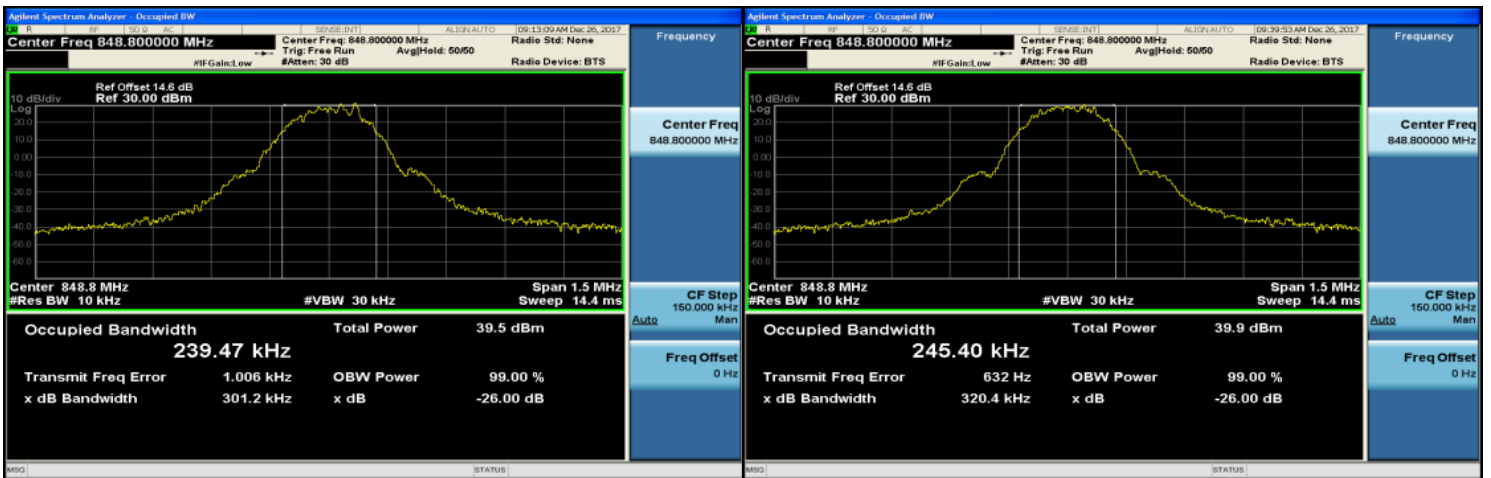 Agilent Spectrum Analyzer - Occupied BW
R RF 50 Ω AC SENSE:INT ALIGN AUTO 09:13:09 AM Dec 26, 2017
Center Freq 848.800000 MHz
Center Freq: 848.800000 MHz
Radio Std: None
Trig: Free Run Avg|Hold: 50/50
#IFGain:Low
#Atten: 30 dB
Radio Device: BTS
Ref Offset 14.6 dB
10 dB/div Ref 30.00 dBm
Log
20.0
10.0
0.00
-10.0
-20.0
-30.0
-40.0
-50.0
-60.0
Center 848.8 MHz Span 1.5 MHz
#Res BW 10 kHz #VBW 30 kHz Sweep 14.4 ms
Occupied Bandwidth Total Power 39.5 dBm
239.47 kHz
Transmit Freq Error 1.006 kHz OBW Power 99.00 %
x dB Bandwidth 301.2 kHz x dB -26.00 dB
MSG STATUS
Frequency
Center Freq
848.800000 MHz
CF Step
150.000 kHz
Auto Man
Freq Offset
0 Hz
Agilent Spectrum Analyzer - Occupied BW
R RF 50 Ω AC SENSE:INT ALIGN AUTO 09:39:53 AM Dec 26, 2017
Center Freq 848.800000 MHz
Center Freq: 848.800000 MHz
Radio Std: None
Trig: Free Run Avg|Hold: 50/50
#IFGain:Low
#Atten: 30 dB
Radio Device: BTS
Ref Offset 14.6 dB
10 dB/div Ref 30.00 dBm
Log
20.0
10.0
0.00
-10.0
-20.0
-30.0
-40.0
-50.0
-60.0
Center 848.8 MHz Span 1.5 MHz
#Res BW 10 kHz #VBW 30 kHz Sweep 14.4 ms
Occupied Bandwidth Total Power 39.9 dBm
245.40 kHz
Transmit Freq Error 632 Hz OBW Power 99.00 %
x dB Bandwidth 320.4 kHz x dB -26.00 dB
MSG STATUS
Frequency
Center Freq
848.800000 MHz
CF Step
150.000 kHz
Auto Man
Freq Offset
0 Hz